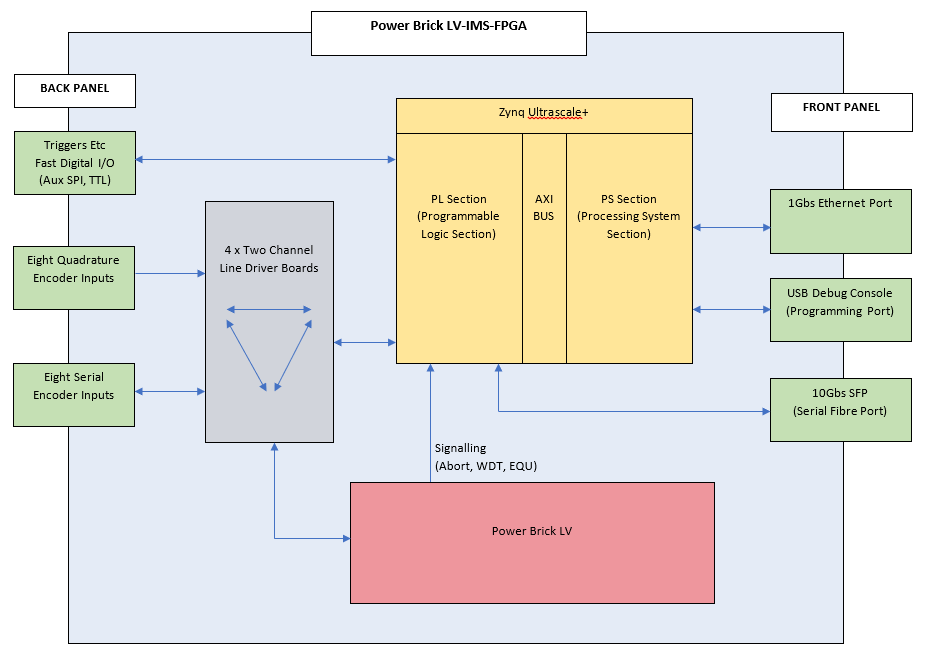 Power Brick LV-IMS-FPGA
BACK PANEL
FRONT PANEL
Triggers Etc
Fast Digital I/O
(Aux SPI, TTL)
Eight Quadrature
Encoder Inputs
Eight Serial
Encoder Inputs
4 x Two Channel
Line Driver Boards
Zynq Ultrascale+
PL Section
(Programmable
Logic Section)
AXI
BUS
PS Section
(Processing System
Section)
1Gbs Ethernet Port
USB Debug Console
(Programming Port)
10Gbs SFP
(Serial Fibre Port)
Signalling
(Abort, WDT, EQU)
Power Brick LV